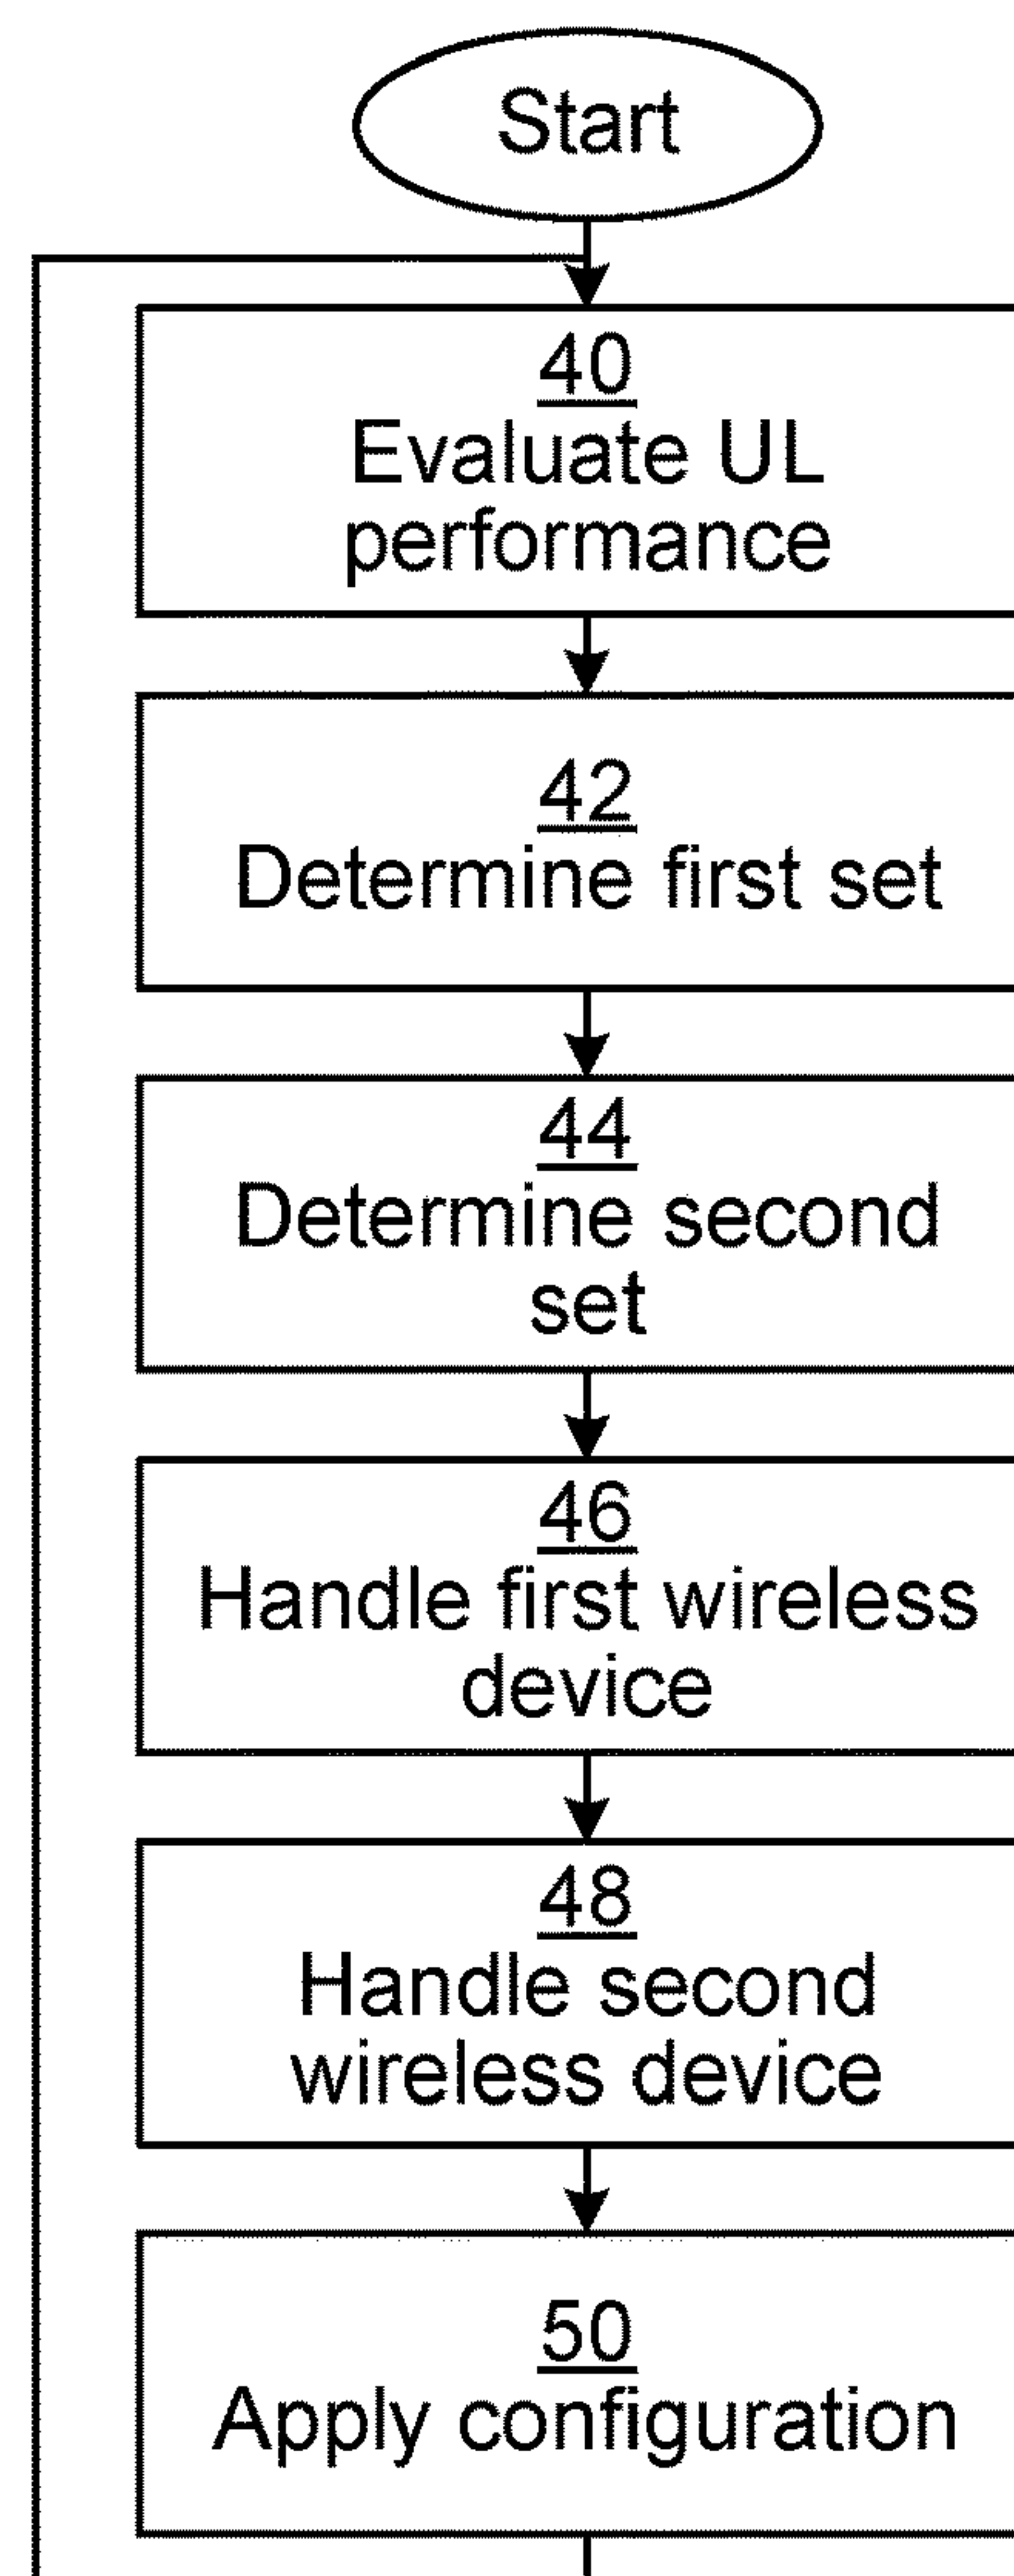 Start
40
Evaluate UL
performance
42
Determine first set
44
Determine second
set
46
Handle first wireless
device
48
Handle second
wireless device
50
Apply configuration